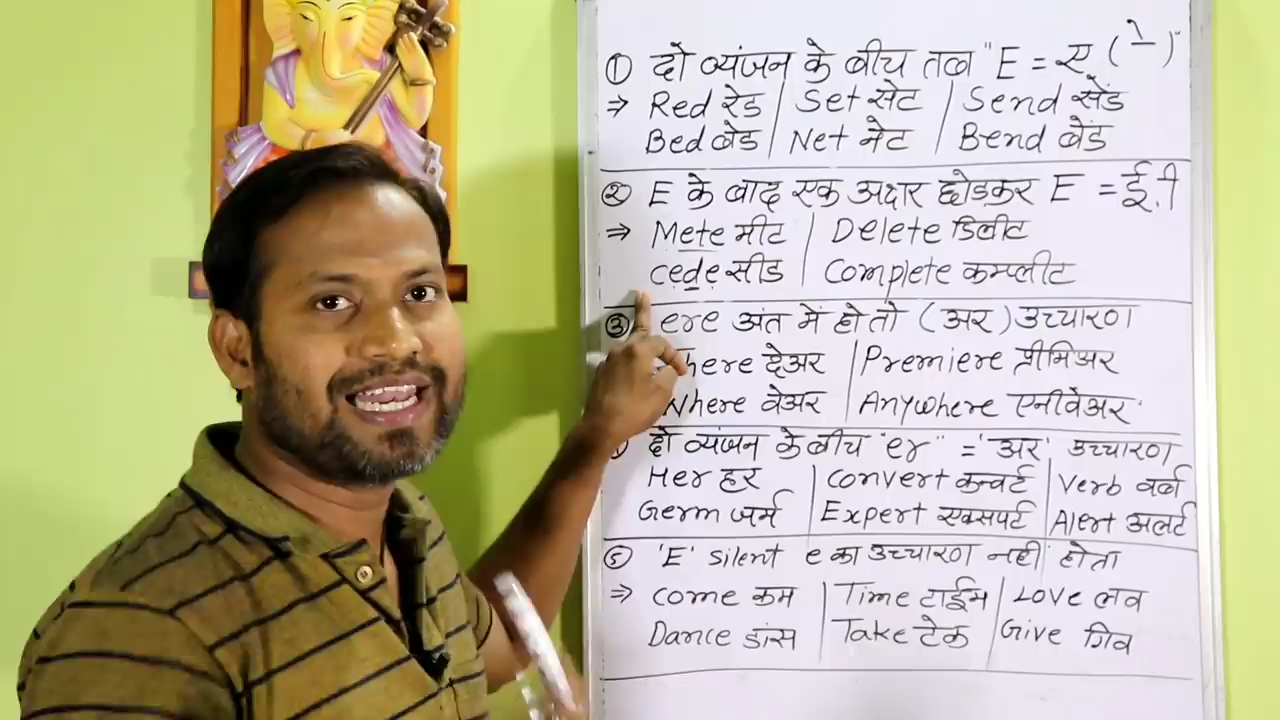 ① दो व्यंजन के बीच तब "E = ए ( े )"
⇒ Red रेड / Set सेट / Send सेंड
Bed बेड / Net नेट / Bend बेंड
② E के बाद एक अक्षर छोड़कर E = ई.ी
⇒ Mete मीट / Delete डिलीट
cede सीड / Complete कम्प्लीट
③ ere अंत में हो तो (अर) उच्चारण
here देअर / Premiere प्रीमिअर
Where वेअर / Anywhere एनीवेअर
दो व्यंजन के बीच "er" = 'अर' उच्चारण
Her हर / Convert कन्वर्ट / Verb वर्ब
Germ जर्म / Expert एक्सपर्ट / Alert अलर्ट
⑤ 'E' Silent e का उच्चारण नहीं होता
⇒ Come कम / Time टाईम / Love लव
Dance डांस / Take टेक / Give गिव